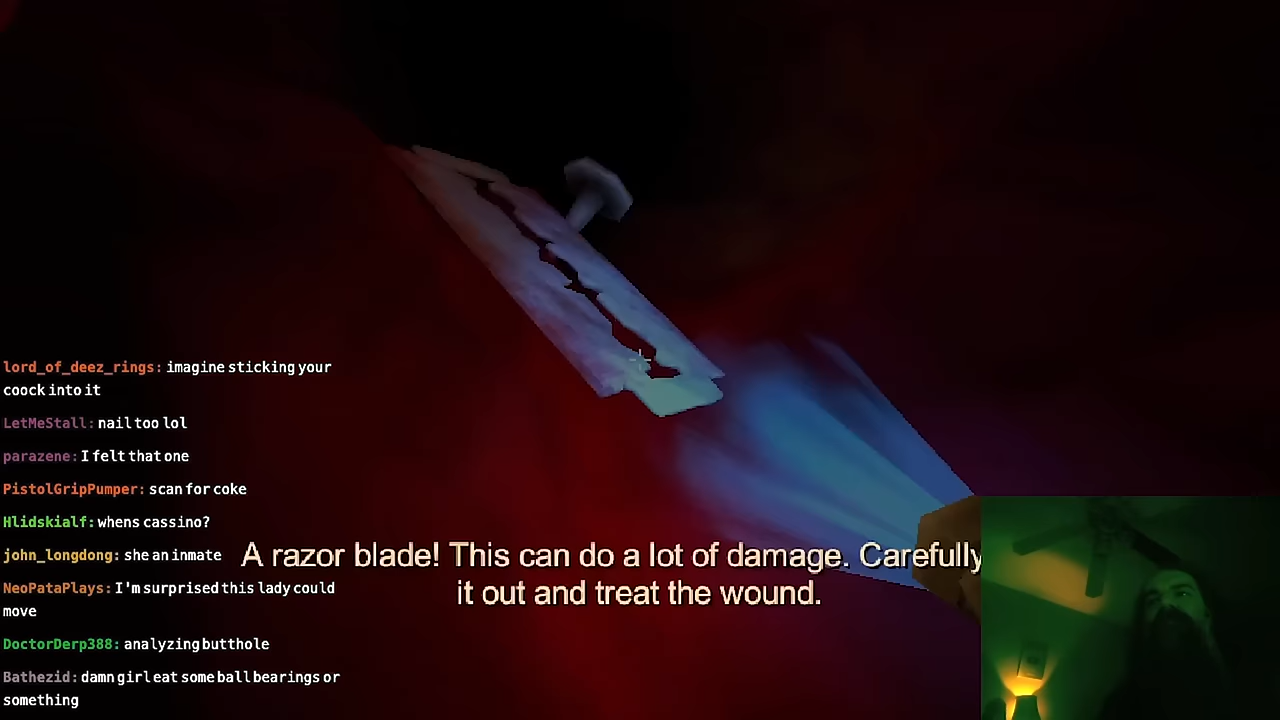 lord_of_deez_rings: imagine sticking your
coock into it
LetMeStall: nail too lol
parazene: I felt that one
PistolGripPumper: scan for coke
Hlidskialf: whens cassino?
john_longdong: she an inmate
NeoPataPlays: I'm surprised this lady could
move
DoctorDerp388: analyzing butthole
Bathezid: damn girl eat some ball bearings or
something
A razor blade! This can do a lot of damage. Carefully
it out and treat the wound.